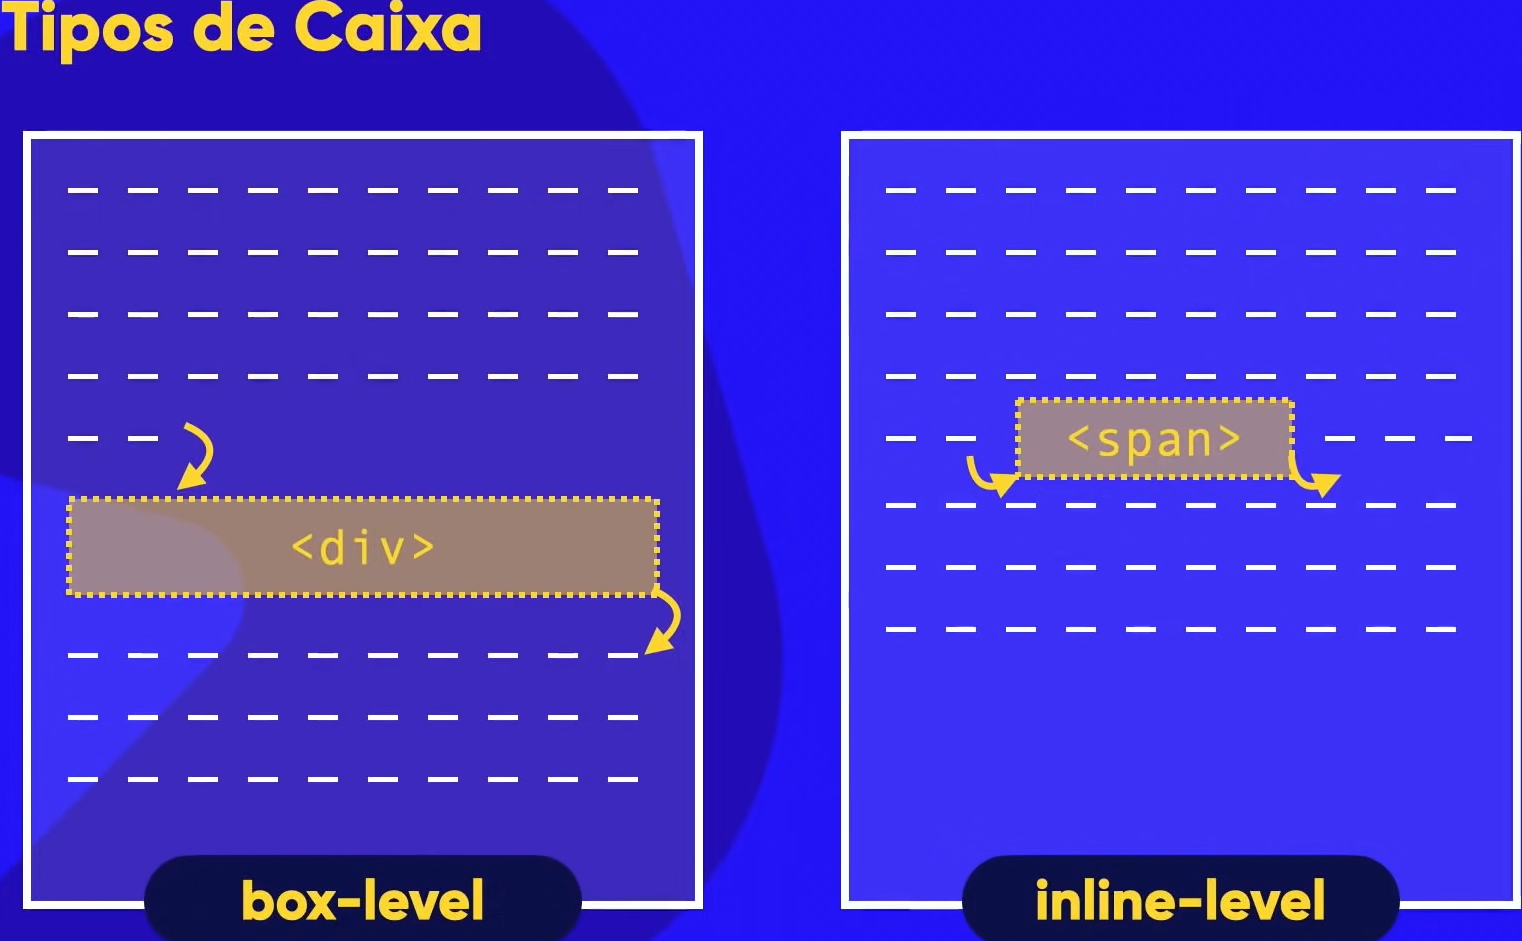 Tipos de Caixa
<div>
box-level
<span>
inline-level